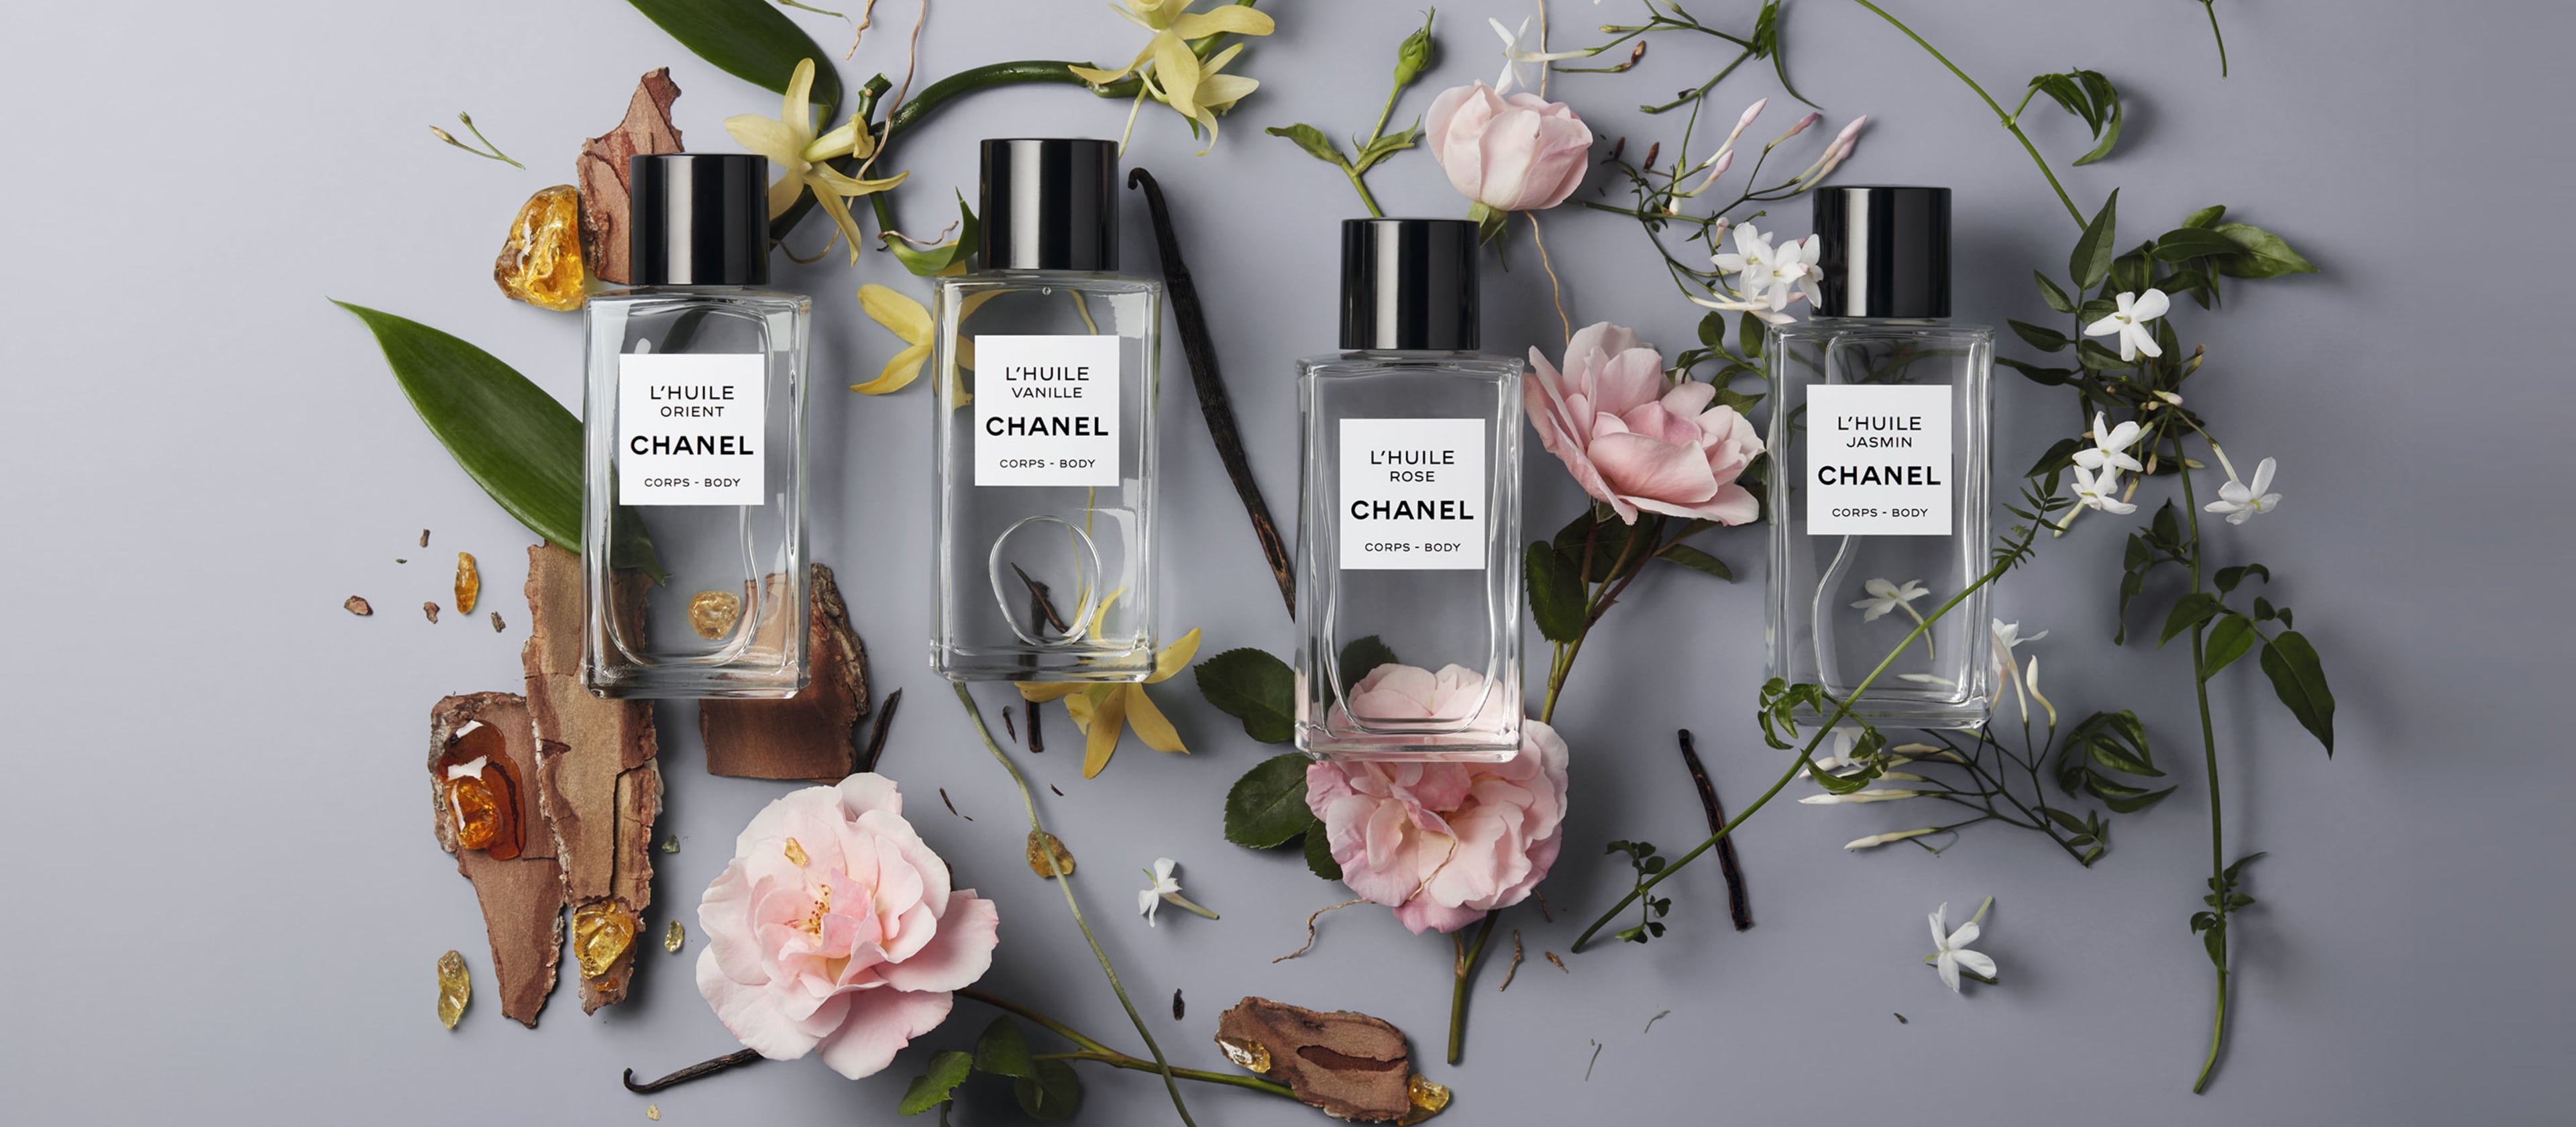 L'HUILE
ORIENT
CHANEL
CORPS - BODY
L'HUILE
VANILLE
CHANEL
CORPS - BODY
L'HUILE
ROSE
CHANEL
CORPS - BODY
L'HUILE
JASMIN
CHANEL
CORPS - BODY